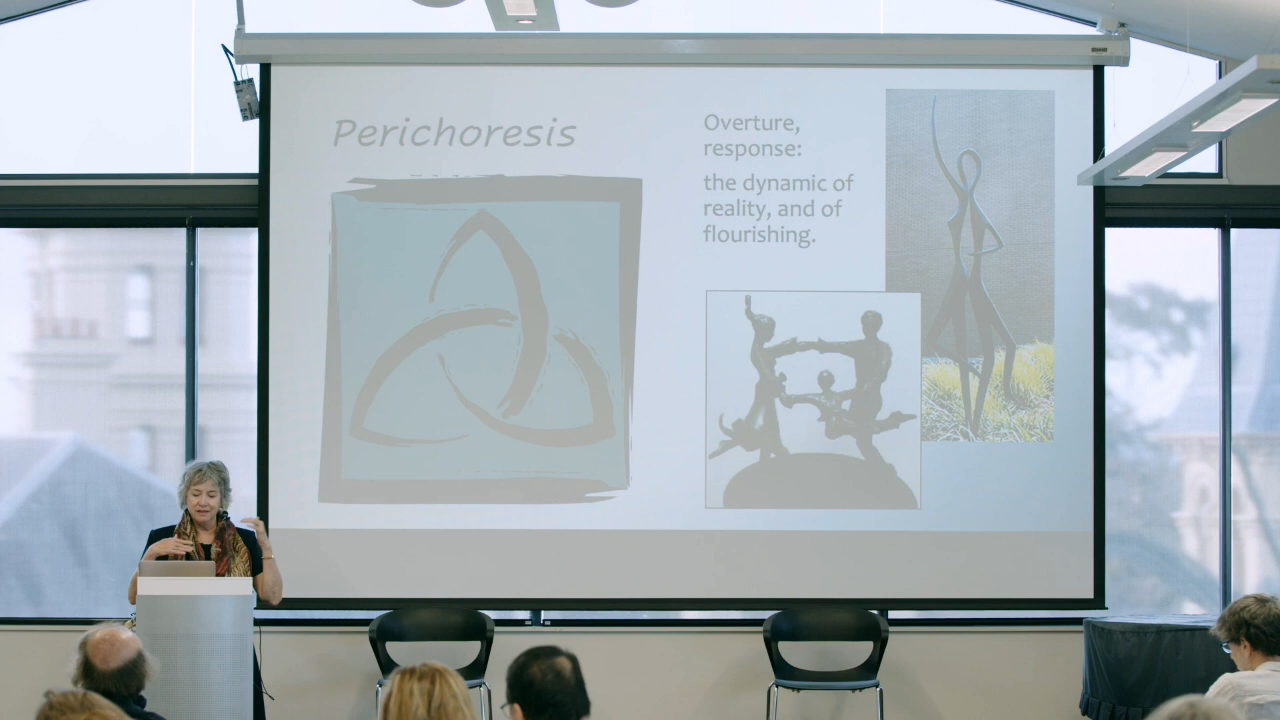 Perichoresis
Overture,
response:
the dynamic of
reality, and of
flourishing.